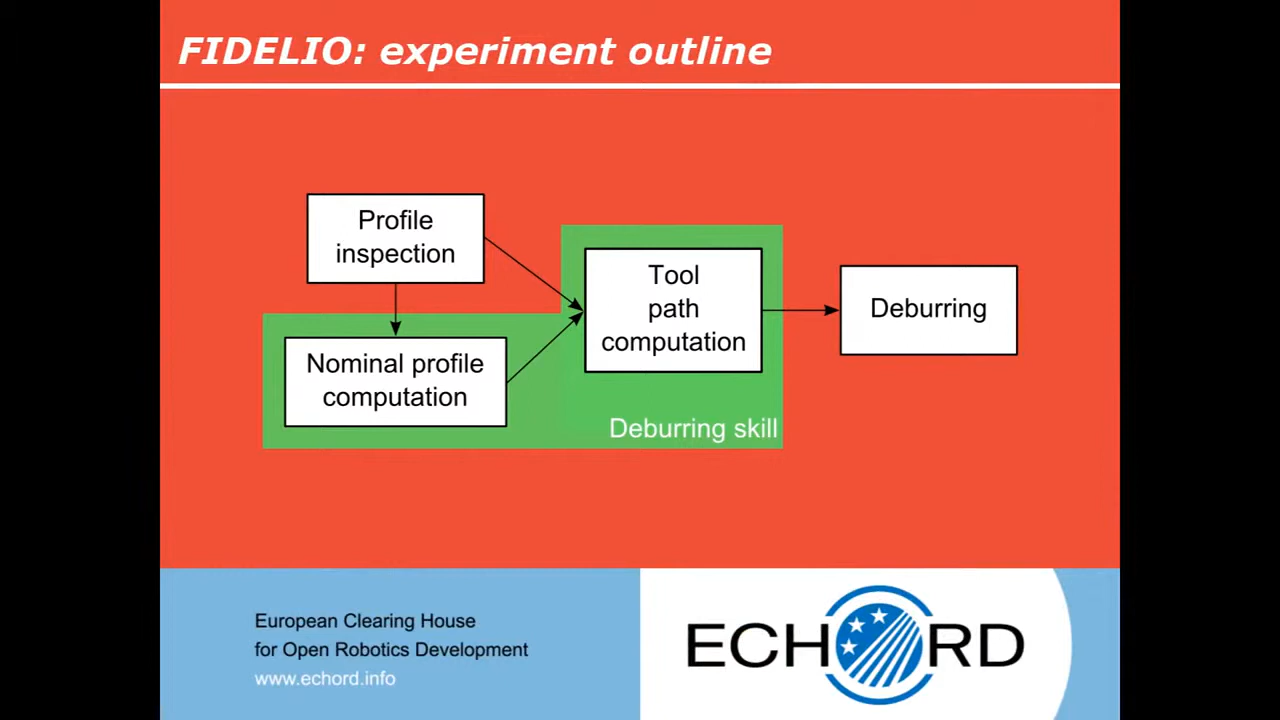 FIDELIO: experiment outline
Profile
inspection
Nominal profile
computation
Tool
path
computation
Deburring
Deburring skill
European Clearing House
for Open Robotics Development
www.echord.info
ECHORD